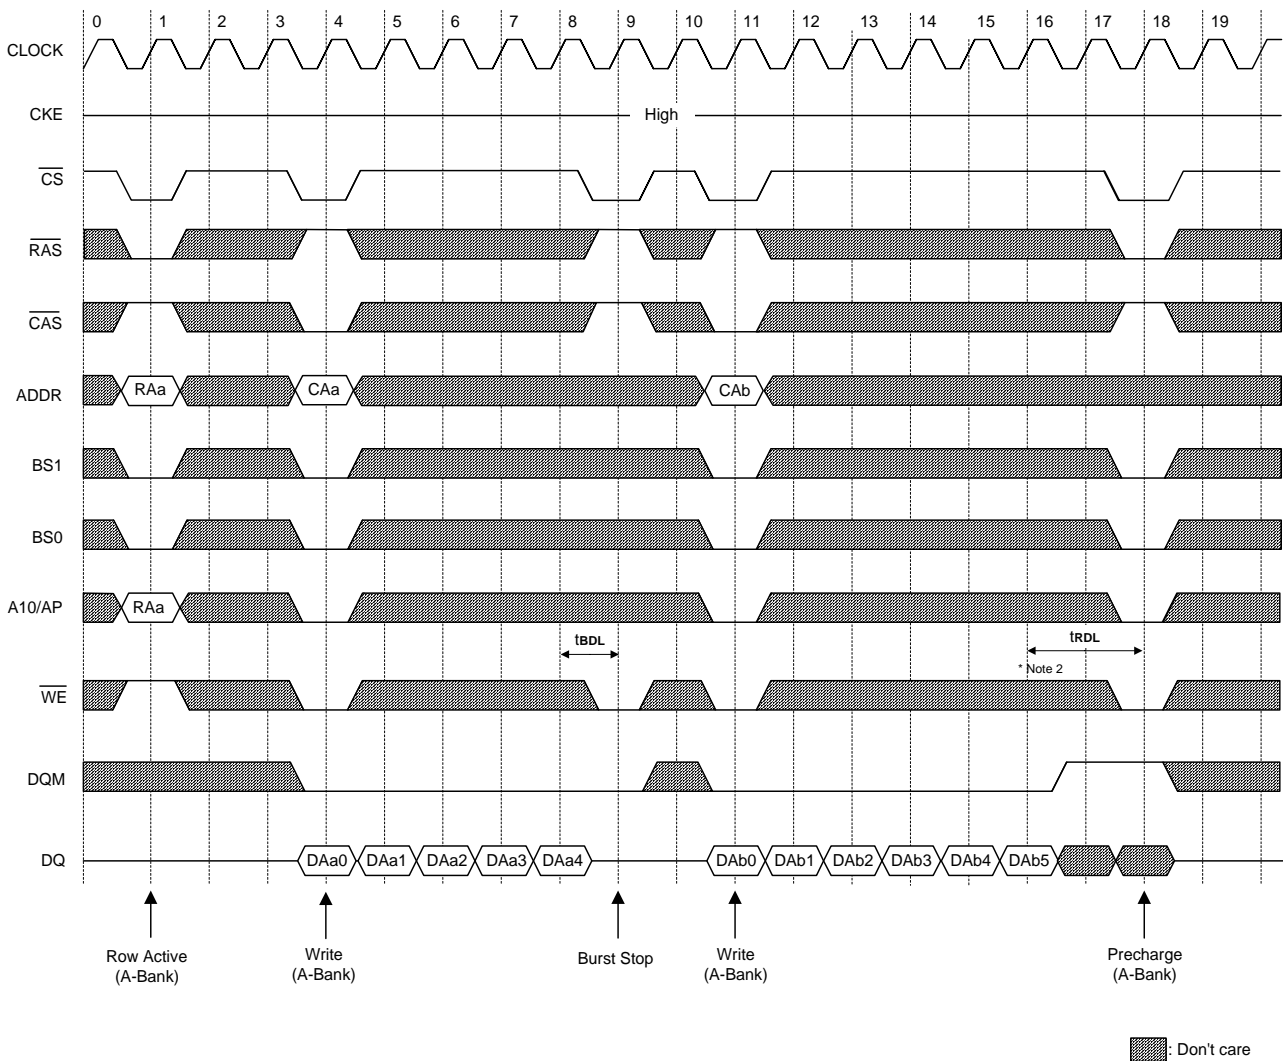 0 1 2 3 4 5 6 7 8 9 10 11 12 13 14 15 16 17 18 19
CLOCK
CKE High
CS
RAS
CAS
ADDR RAa CAa CAb
BS1
BS0
A10/AP RAa
tBDL tRDL
* Note 2
WE
DQM
DQ DAa0 DAa1 DAa2 DAa3 DAa4 DAb0 DAb1 DAb2 DAb3 DAb4 DAb5
Row Active Write Burst Stop Write Precharge
(A-Bank) (A-Bank) (A-Bank) (A-Bank)
: Don't care